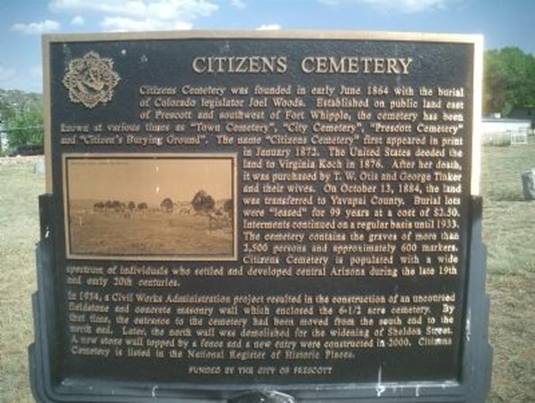 CITIZENS CEMETERY
Citizens Cemetery was founded in early June 1864 with the burial
of Colorado legislator Joel Woods. Established on public land east
of Prescott and southwest of Fort Whipple, the cemetery has been
known at various times as "Town Cemetery", "City Cemetery", "Prescott Cemetery"
and "Citizen's Burying Ground". The name "Citizens Cemetery" first appeared in print
in January 1872. The United States deeded the
land to Virginia Koch in 1876. After her death,
it was purchased by T. W. Otis and George Tinker
and their wives. On October 13, 1884, the land
was transferred to Yavapai County. Burial lots
were "leased" for 99 years at a cost of $2.50.
Interments continued on a regular basis until 1933.
The cemetery contains the graves of more than
2,500 persons and approximately 600 markers.
Citizens Cemetery is populated with a wide
spectrum of individuals who settled and developed central Arizona during the late 19th
and early 20th centuries.
In 1934, a Civil Works Administration project resulted in the construction of an uncoursed
fieldstone and concrete masonry wall which enclosed the 6-1/2 acre cemetery. By
that time, the entrance to the cemetery had been moved from the south end to the
north end. Later, the north wall was demolished for the widening of Sheldon Street.
A new stone wall topped by a fence and a new entry were constructed in 2000. Citizens
Cemetery is listed in the National Register of Historic Places.
FUNDED BY THE CITY OF PRESCOTT